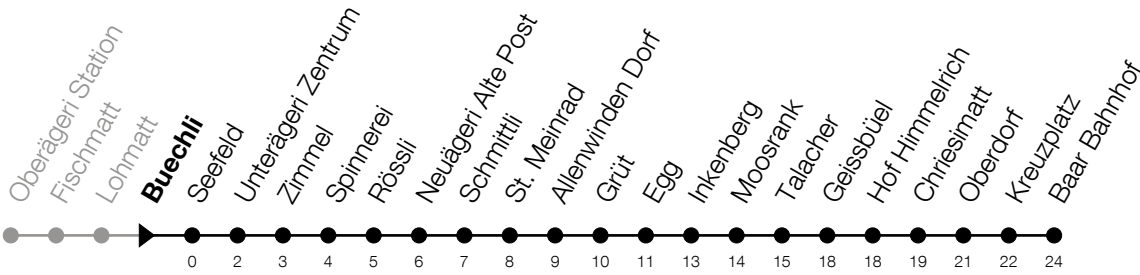 Oberägeri Station
Fischmatt
Lohmatt
Buechli
Seefeld
Unterägeri Zentrum
Zimmel
Spinnerei
Rössli
Neuägeri Alte Post
Schmittli
St. Meinrad
Allenwinden Dorf
Grüt
Egg
Inkenberg
Moosrank
Talacher
Geissbüel
Hof Himmelrich
Chriesimatt
Oberdorf
Kreuzplatz
Baar Bahnhof
0 2 3 4 5 6 7 8 9 10 11 13 14 15 18 18 19 21 22 24